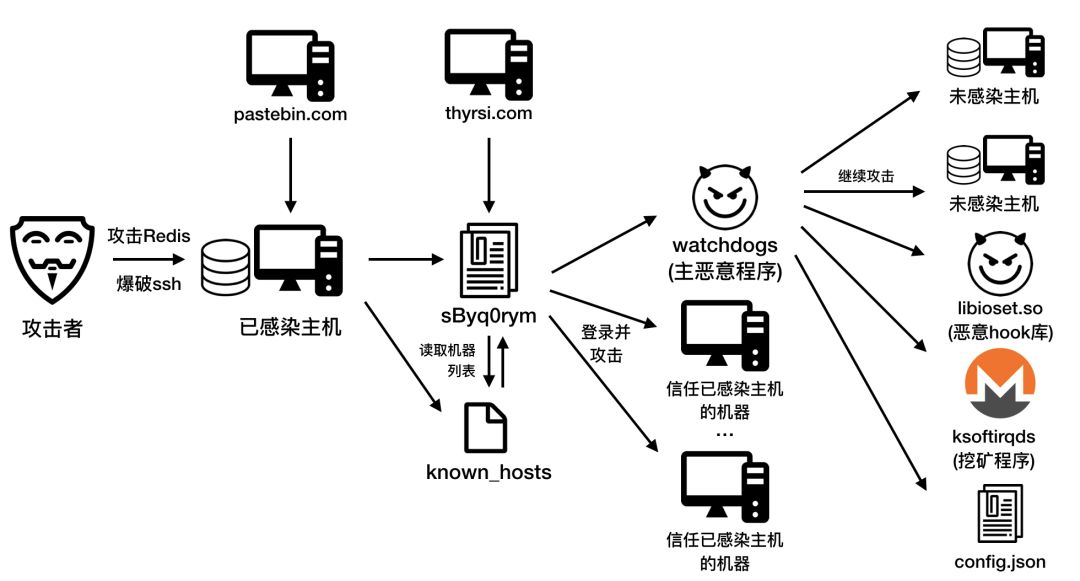 pastebin.com
thyrsi.com
未感染主机
继续攻击
未感染主机
攻击Redis
爆破ssh
攻击者
已感染主机
sByq0rym
读取机器
列表
known_hosts
watchdogs
(主恶意程序)
登录并
攻击
信任已感染主机
的机器
...
信任已感染主机
的机器
libioset.so
(恶意hook库)
ksoftirqds
(挖矿程序)
config.json